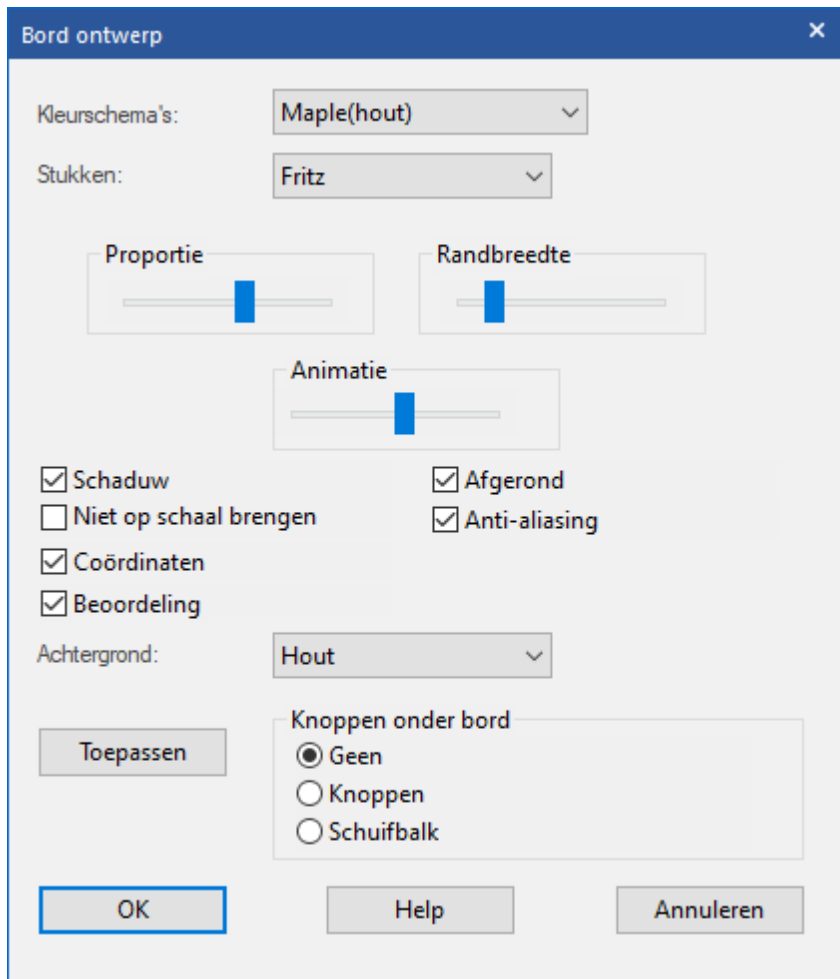 Bord ontwerp
Kleurschema's: Maple(hout)
Stukken: Fritz
Proportie Randbreedte
Animatie
Schaduw Afgerond
Niet op schaal brengen Anti-aliasing
Coördinaten
Beoordeling
Achtergrond: Hout
Knoppen onder bord
Toepassen Geen
Knoppen
Schuifbalk
OK Help Annuleren